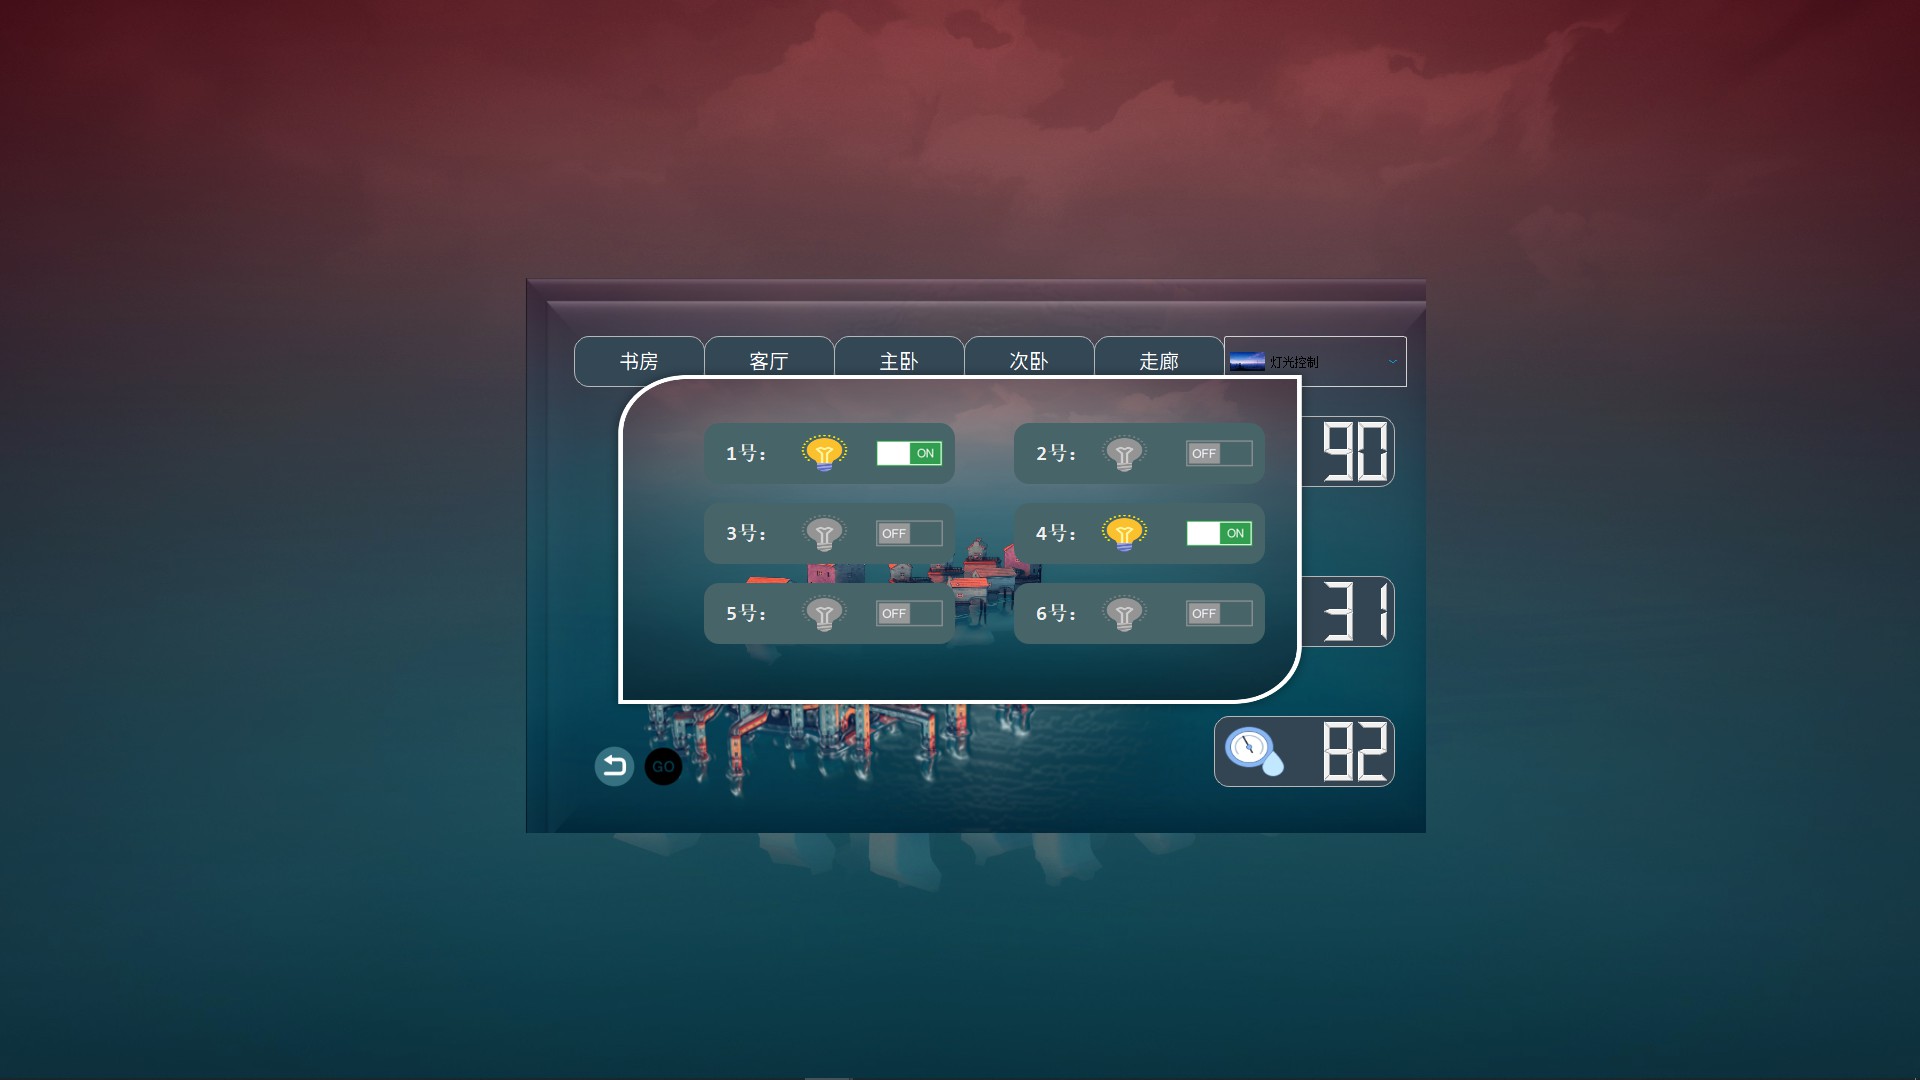 书房 客厅 主卧 次卧 走廊 灯光控制
1号： ON 2号： OFF 90
3号： OFF 4号： ON
5号： OFF 6号： OFF 31
GO 82